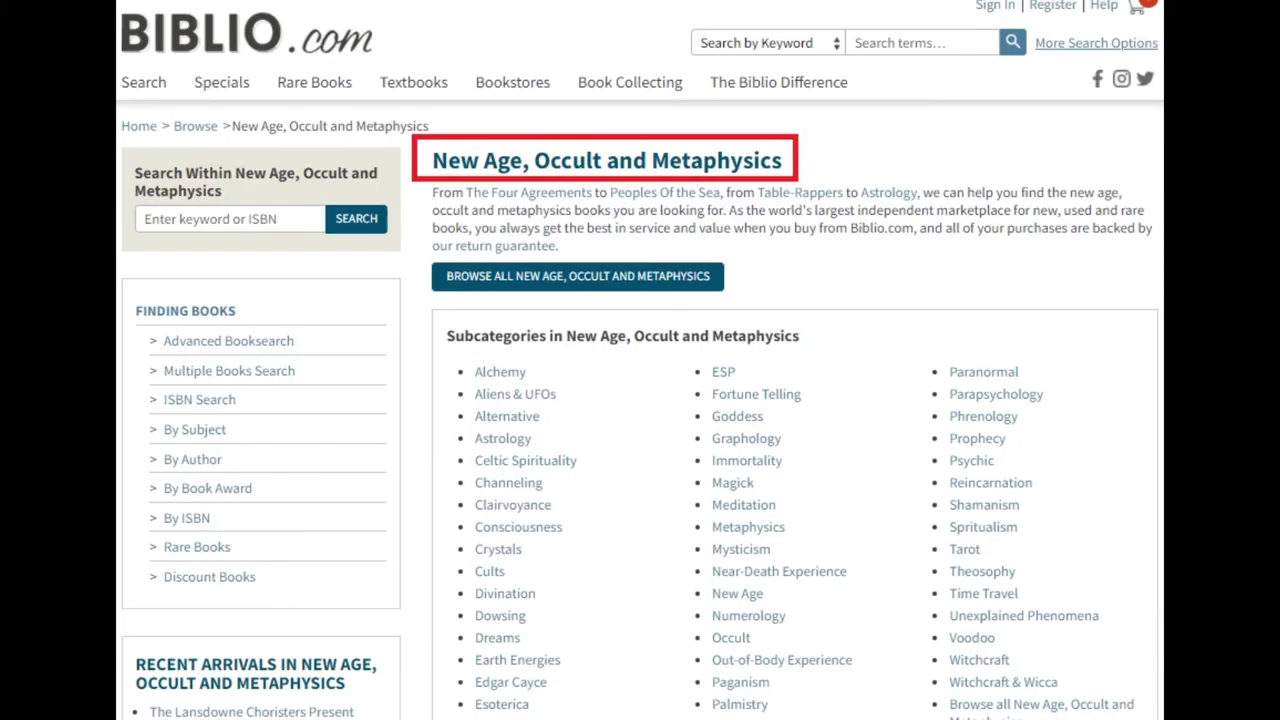 Sign In | Register | Help
BIBLIO.com
Search by Keyword
Search terms...
More Search Options
Search
Specials
Rare Books
Textbooks
Bookstores
Book Collecting
The Biblio Difference
Home > Browse >New Age, Occult and Metaphysics
Search Within New Age, Occult and
Metaphysics
Enter keyword or ISBN
SEARCH
FINDING BOOKS
> Advanced Booksearch
> Multiple Books Search
> ISBN Search
> By Subject
> By Author
> By Book Award
> By ISBN
> Rare Books
> Discount Books
RECENT ARRIVALS IN NEW AGE,
OCCULT AND METAPHYSICS
• The Lansdowne Choristers Present
New Age, Occult and Metaphysics
From The Four Agreements to Peoples Of the Sea, from Table-Rappers to Astrology, we can help you find the new age,
occult and metaphysics books you are looking for. As the world's largest independent marketplace for new, used and rare
books, you always get the best in service and value when you buy from Biblio.com, and all of your purchases are backed by
our return guarantee.
BROWSE ALL NEW AGE, OCCULT AND METAPHYSICS
Subcategories in New Age, Occult and Metaphysics
• Alchemy
• Aliens & UFOs
• Alternative
• Astrology
• Celtic Spirituality
• Channeling
• Clairvoyance
• Consciousness
• Crystals
• Cults
• Divination
• Dowsing
• Dreams
• Earth Energies
• Edgar Cayce
• Esoterica
• ESP
• Fortune Telling
• Goddess
• Graphology
• Immortality
• Magick
• Meditation
• Metaphysics
• Mysticism
• Near-Death Experience
• New Age
• Numerology
• Occult
• Out-of-Body Experience
• Paganism
• Palmistry
• Paranormal
• Parapsychology
• Phrenology
• Prophecy
• Psychic
• Reincarnation
• Shamanism
• Spritualism
• Tarot
• Theosophy
• Time Travel
• Unexplained Phenomena
• Voodoo
• Witchcraft
• Witchcraft & Wicca
• Browse all New Age, Occult and